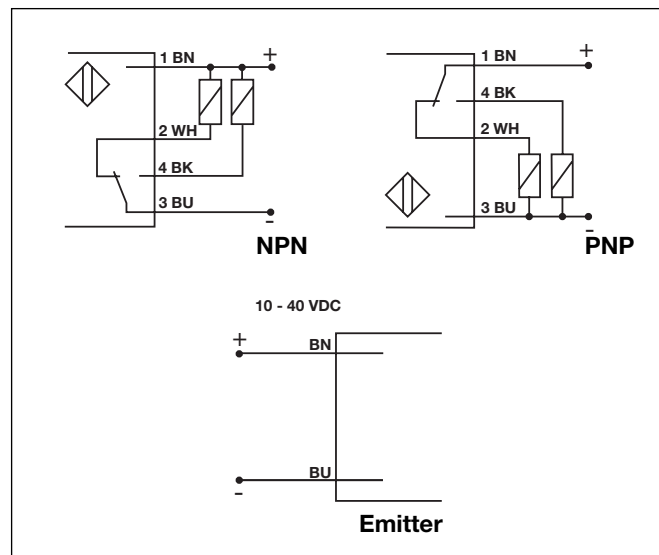 1 BN
+
2 WH
4 BK
3 BU
-
NPN
1 BN
+
4 BK
2 WH
3 BU
-
PNP
10 - 40 VDC
+
BN
-
BU
Emitter